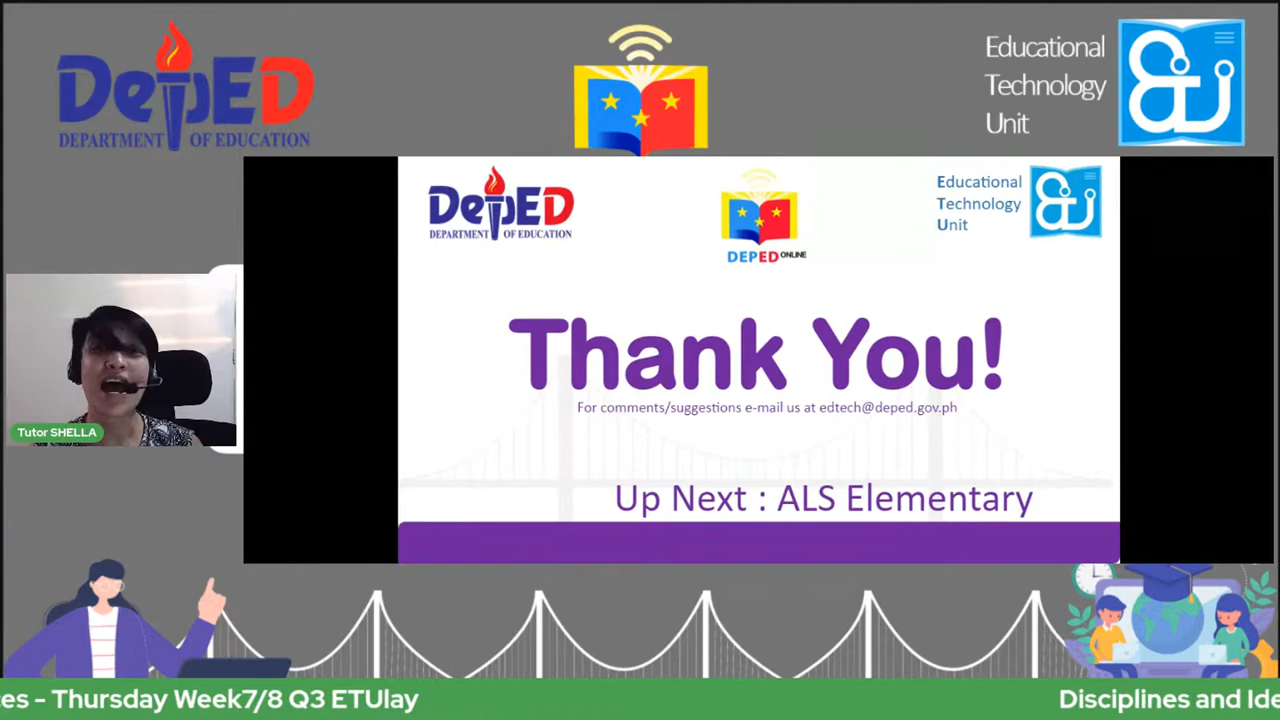 DepED
DEPARTMENT OF EDUCATION
Educational
Technology
Unit
DepED
DEPARTMENT OF EDUCATION
DEPED ONLINE
Educational
Technology
Unit
Thank You!
For comments/suggestions e-mail us at edtech@deped.gov.ph
Up Next : ALS Elementary
Tutor SHELLA
– Thursday Week7/8 Q3 ETUlay
Disciplines and